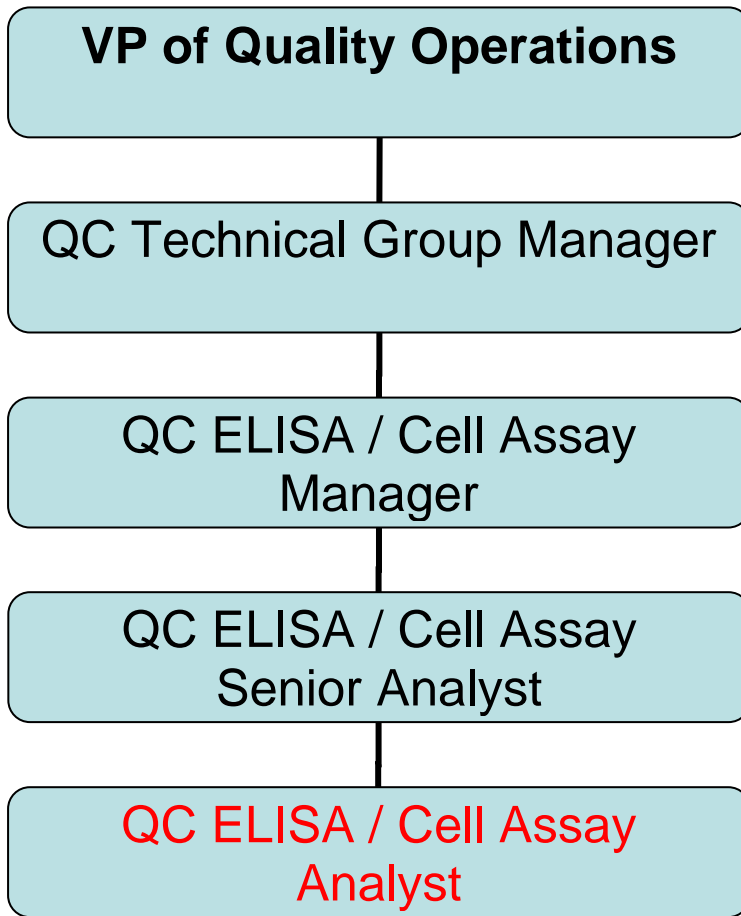 VP of Quality Operations
QC Technical Group Manager
QC ELISA / Cell Assay
Manager
QC ELISA / Cell Assay
Senior Analyst
QC ELISA / Cell Assay
Analyst